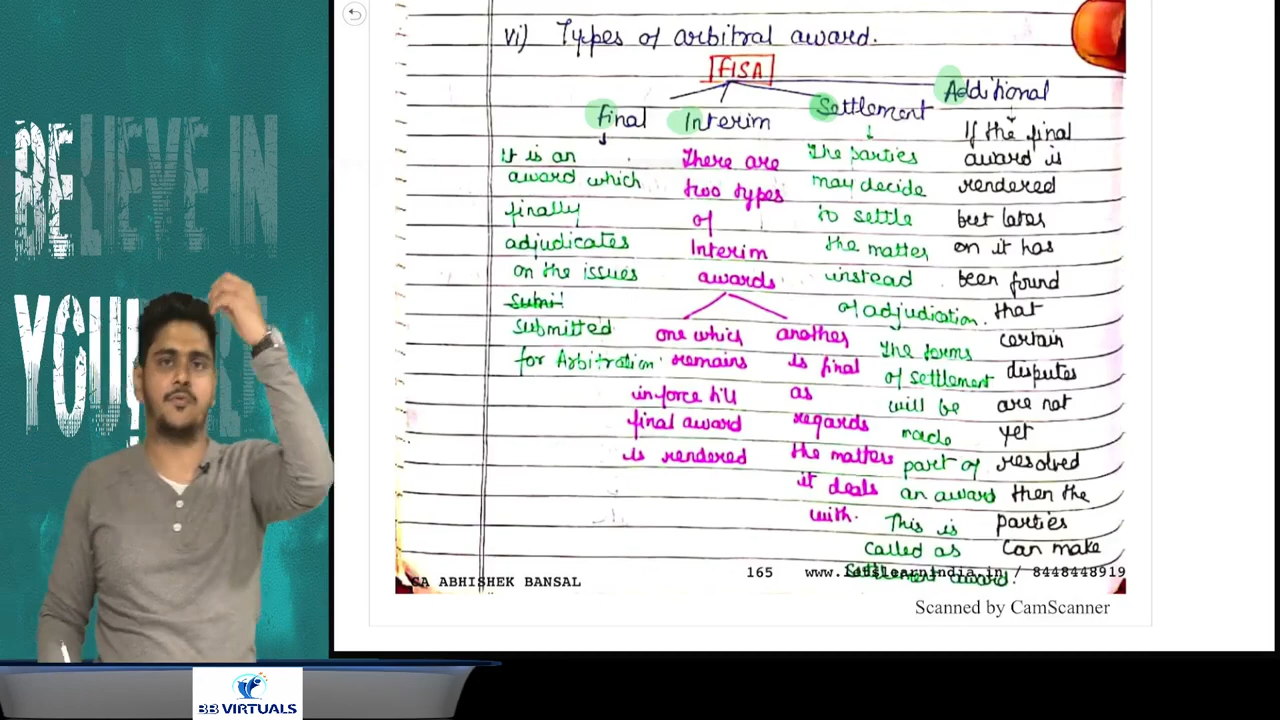 BELIEVE IN
YOU
vi) Types of arbitral award.
FISA
Final
It is an
award which
finally
adjudicates
on the issues
sumi
submitted
for Arbitration
Interim
There are
two types
of
Interim
awards
one which
remains
inforce till
final award
is rendered
another
is final
as
regards
the matters
it deals
with.
Settlement
The parties
may decide
to settle
the matter
instead
of adjudication.
The terms
of settlement
will be
made
part of
an award
This is
called as
settlement award.
Additional
If the final
award is
rendered
but later
on it has
been found
that
certain
disputes
are not
yet
resolved
then the
parties
can make
CA ABHISHEK BANSAL
165
/ 8448448919
Scanned by CamScanner
BB VIRTUALS